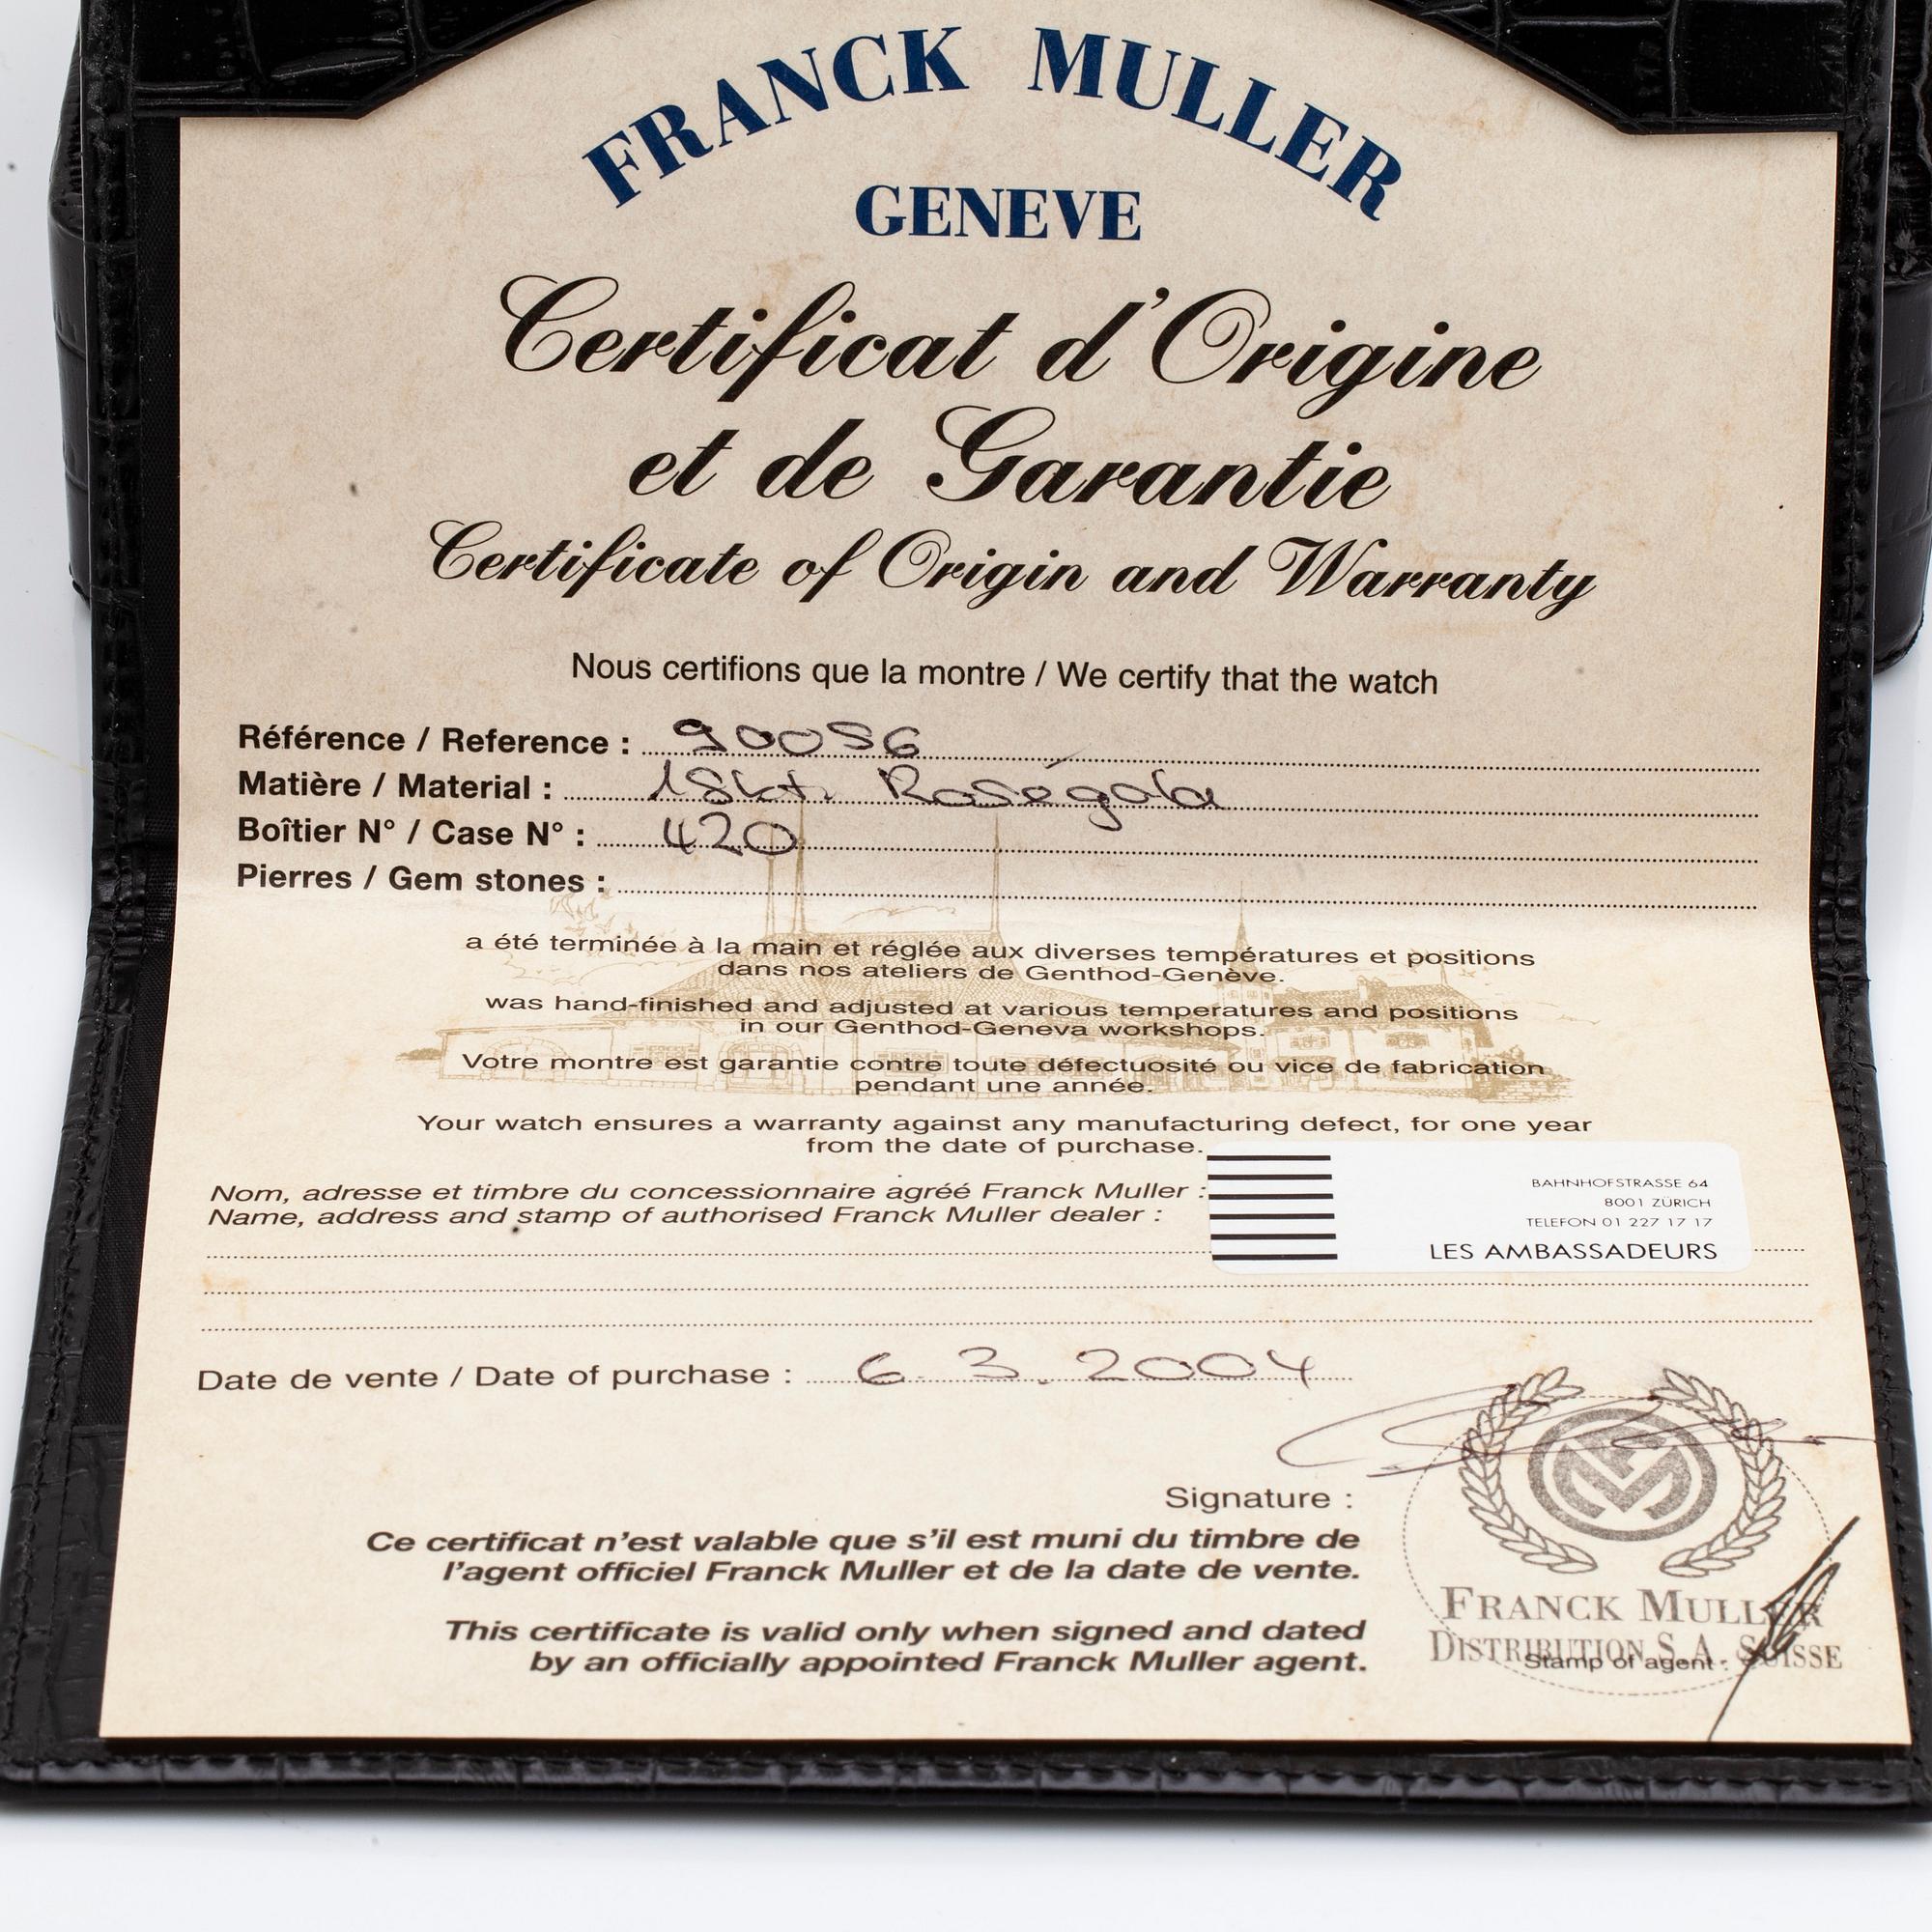 FRANCK MULLER
GENEVE
Certificat d'Origine
et de Garantie
Certificate of Origin and Warranty
Nous certifions que la montre / We certify that the watch
Référence / Reference : 900S6
Matière / Material : 18kt. Roségold
Boîtier N° / Case N° : 420
Pierres / Gem stones :
a été terminée à la main et réglée aux diverses températures et positions
dans nos ateliers de Genthod-Genève.
was hand-finished and adjusted at various temperatures and positions
in our Genthod-Geneva workshops.
Votre montre est garantie contre toute défectuosité ou vice de fabrication
pendant une année.
Your watch ensures a warranty against any manufacturing defect, for one year
from the date of purchase.
Nom, adresse et timbre du concessionnaire agréé Franck Muller :
Name, address and stamp of authorised Franck Muller dealer :
BAHNHOFSTRASSE 64
8001 ZÜRICH
TELEFON 01 227 17 17
LES AMBASSADEURS
Date de vente / Date of purchase : 6. 3. 2004
Signature :
Ce certificat n'est valable que s'il est muni du timbre de
l'agent officiel Franck Muller et de la date de vente.
This certificate is valid only when signed and dated
by an officially appointed Franck Muller agent.
FRANCK MULLER
DISTRIBUTION S.A. SUISSE
Stamp of agent :